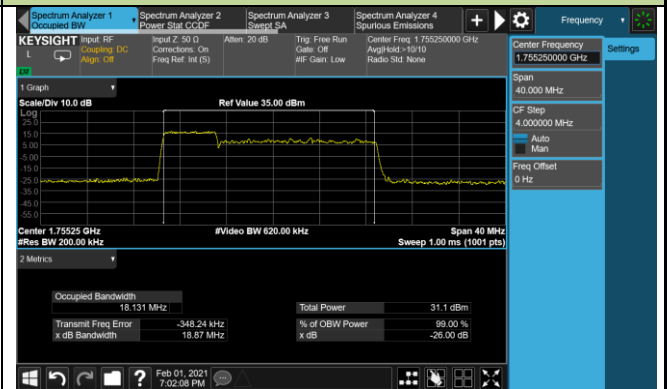 Spectrum Analyzer 1
Occupied BW
Spectrum Analyzer 2
Power Stat CCDF
Spectrum Analyzer 3
Swept SA
Spectrum Analyzer 4
Spurious Emissions
Frequency
KEYSIGHT
L
Input: RF
Coupling: DC
Align: Off
Input Z: 50 Ω
Corrections: On
Freq Ref: Int (S)
Atten: 20 dB
Trig: Free Run
Gate: Off
#IF Gain: Low
Center Freq: 1.755250000 GHz
Avg|Hold:>10/10
Radio Std: None
Center Frequency
1.755250000 GHz
Settings
Span
40.000 MHz
CF Step
4.000000 MHz
Auto
Man
Freq Offset
0 Hz
1 Graph
Scale/Div 10.0 dB
Ref Value 35.00 dBm
Log
25.0
15.0
5.00
-5.00
-15.0
-25.0
-35.0
-45.0
-55.0
Center 1.75525 GHz
#Res BW 200.00 kHz
#Video BW 620.00 kHz
Span 40 MHz
Sweep 1.00 ms (1001 pts)
2 Metrics
Occupied Bandwidth
18.131 MHz
Total Power
31.1 dBm
Transmit Freq Error
-348.24 kHz
% of OBW Power
99.00 %
x dB Bandwidth
18.87 MHz
x dB
-26.00 dB
?
Feb 01, 2021
7:02:08 PM